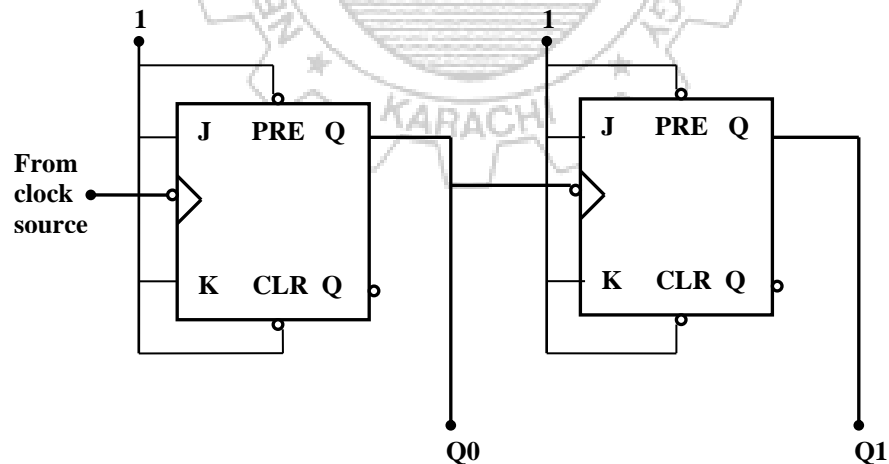 1
1
J PRE Q
J PRE Q
From
clock
source
K CLR Q
K CLR Q
Q0
Q1
KARACHI